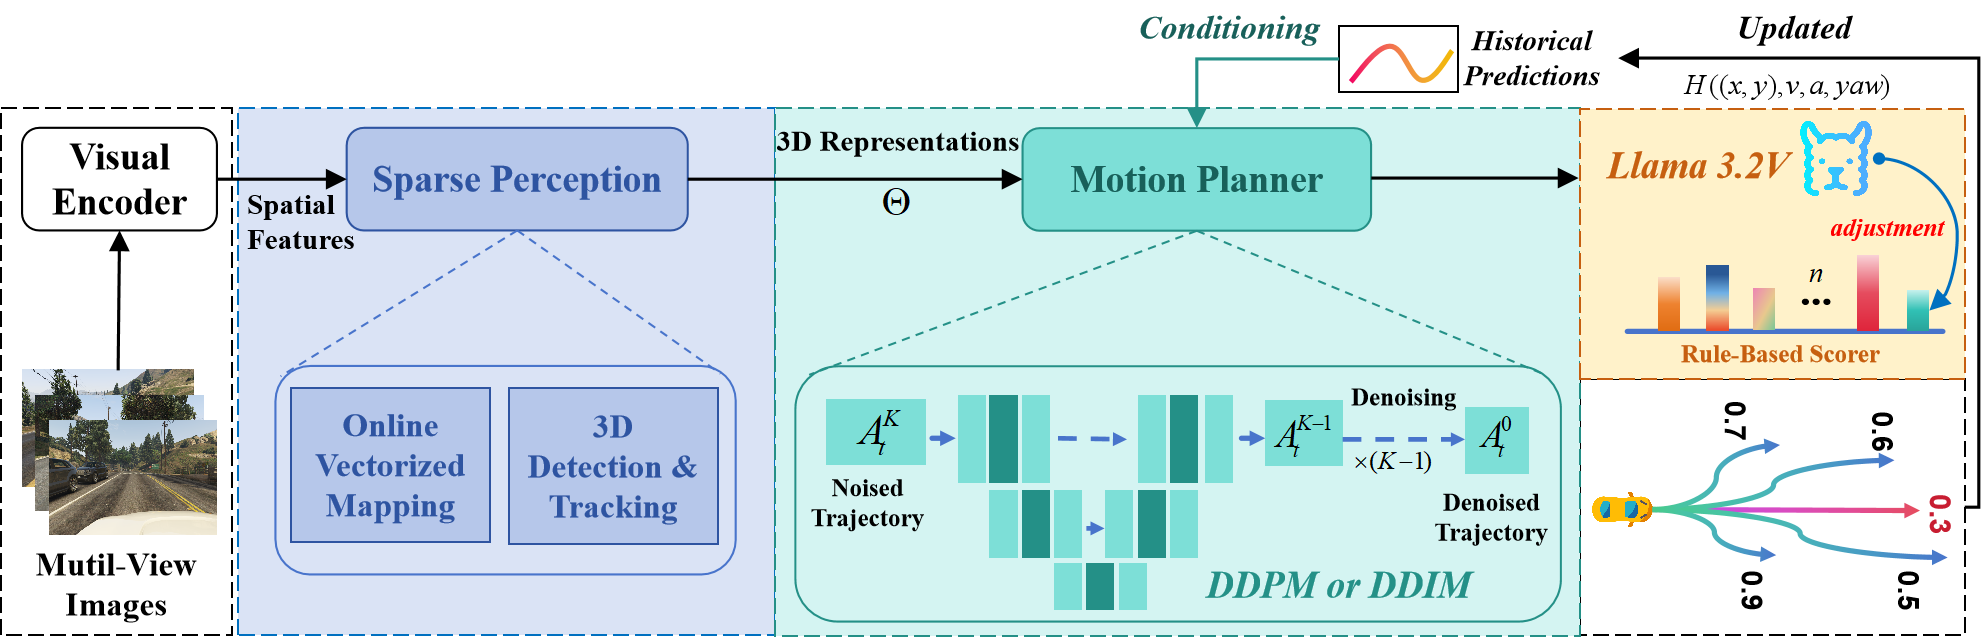 Conditioning
Historical
Predictions
Updated
H((x, y),v,a, yaw)
Visual
Encoder
Spatial
Features
Mutil-View
Images
Sparse Perception
Online
Vectorized
Mapping
3D
Detection &
Tracking
3D Representations
Θ
Motion Planner
A_t^K
Noised
Trajectory
A_t^{K-1}
Denoising
×(K-1)
A_t^0
Denoised
Trajectory
DDPM or DDIM
Llama 3.2V
adjustment
n
...
Rule-Based Scorer
0.7
0.6
0.3
0.9
0.5